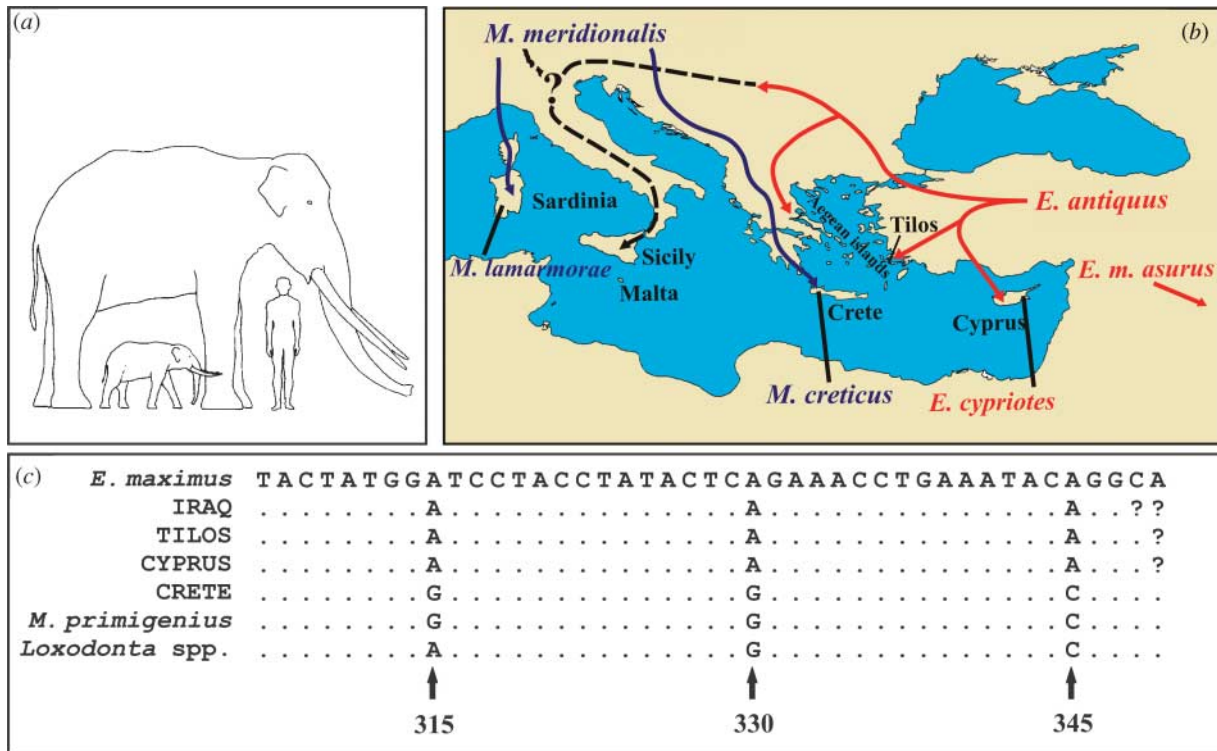 (a)
(b)
M. meridionalis
?
E. antiquus
Sardinia
Aegean islands
Tilos
M. lamarmorae
Sicily
E. m. asurus
Malta
Crete
Cyprus
M. creticus
E. cypriotes
(c)
E. maximus T A C T A T G G A T C C T A C C T A T A C T C A G A A A C C T G A A A T A C A G G C A
IRAQ . . . . . . . . A . . . . . . . . . . . . . . A . . . . . . . . . . . . . . A . . ? ?
TILOS . . . . . . . . A . . . . . . . . . . . . . . A . . . . . . . . . . . . . . A . . . ?
CYPRUS . . . . . . . . A . . . . . . . . . . . . . . A . . . . . . . . . . . . . . A . . . ?
CRETE . . . . . . . . G . . . . . . . . . . . . . . G . . . . . . . . . . . . . . C . . . .
M. primigenius . . . . . . . . G . . . . . . . . . . . . . . G . . . . . . . . . . . . . . C . . . .
Loxodonta spp. . . . . . . . . A . . . . . . . . . . . . . . G . . . . . . . . . . . . . . C . . . .
315 330 345